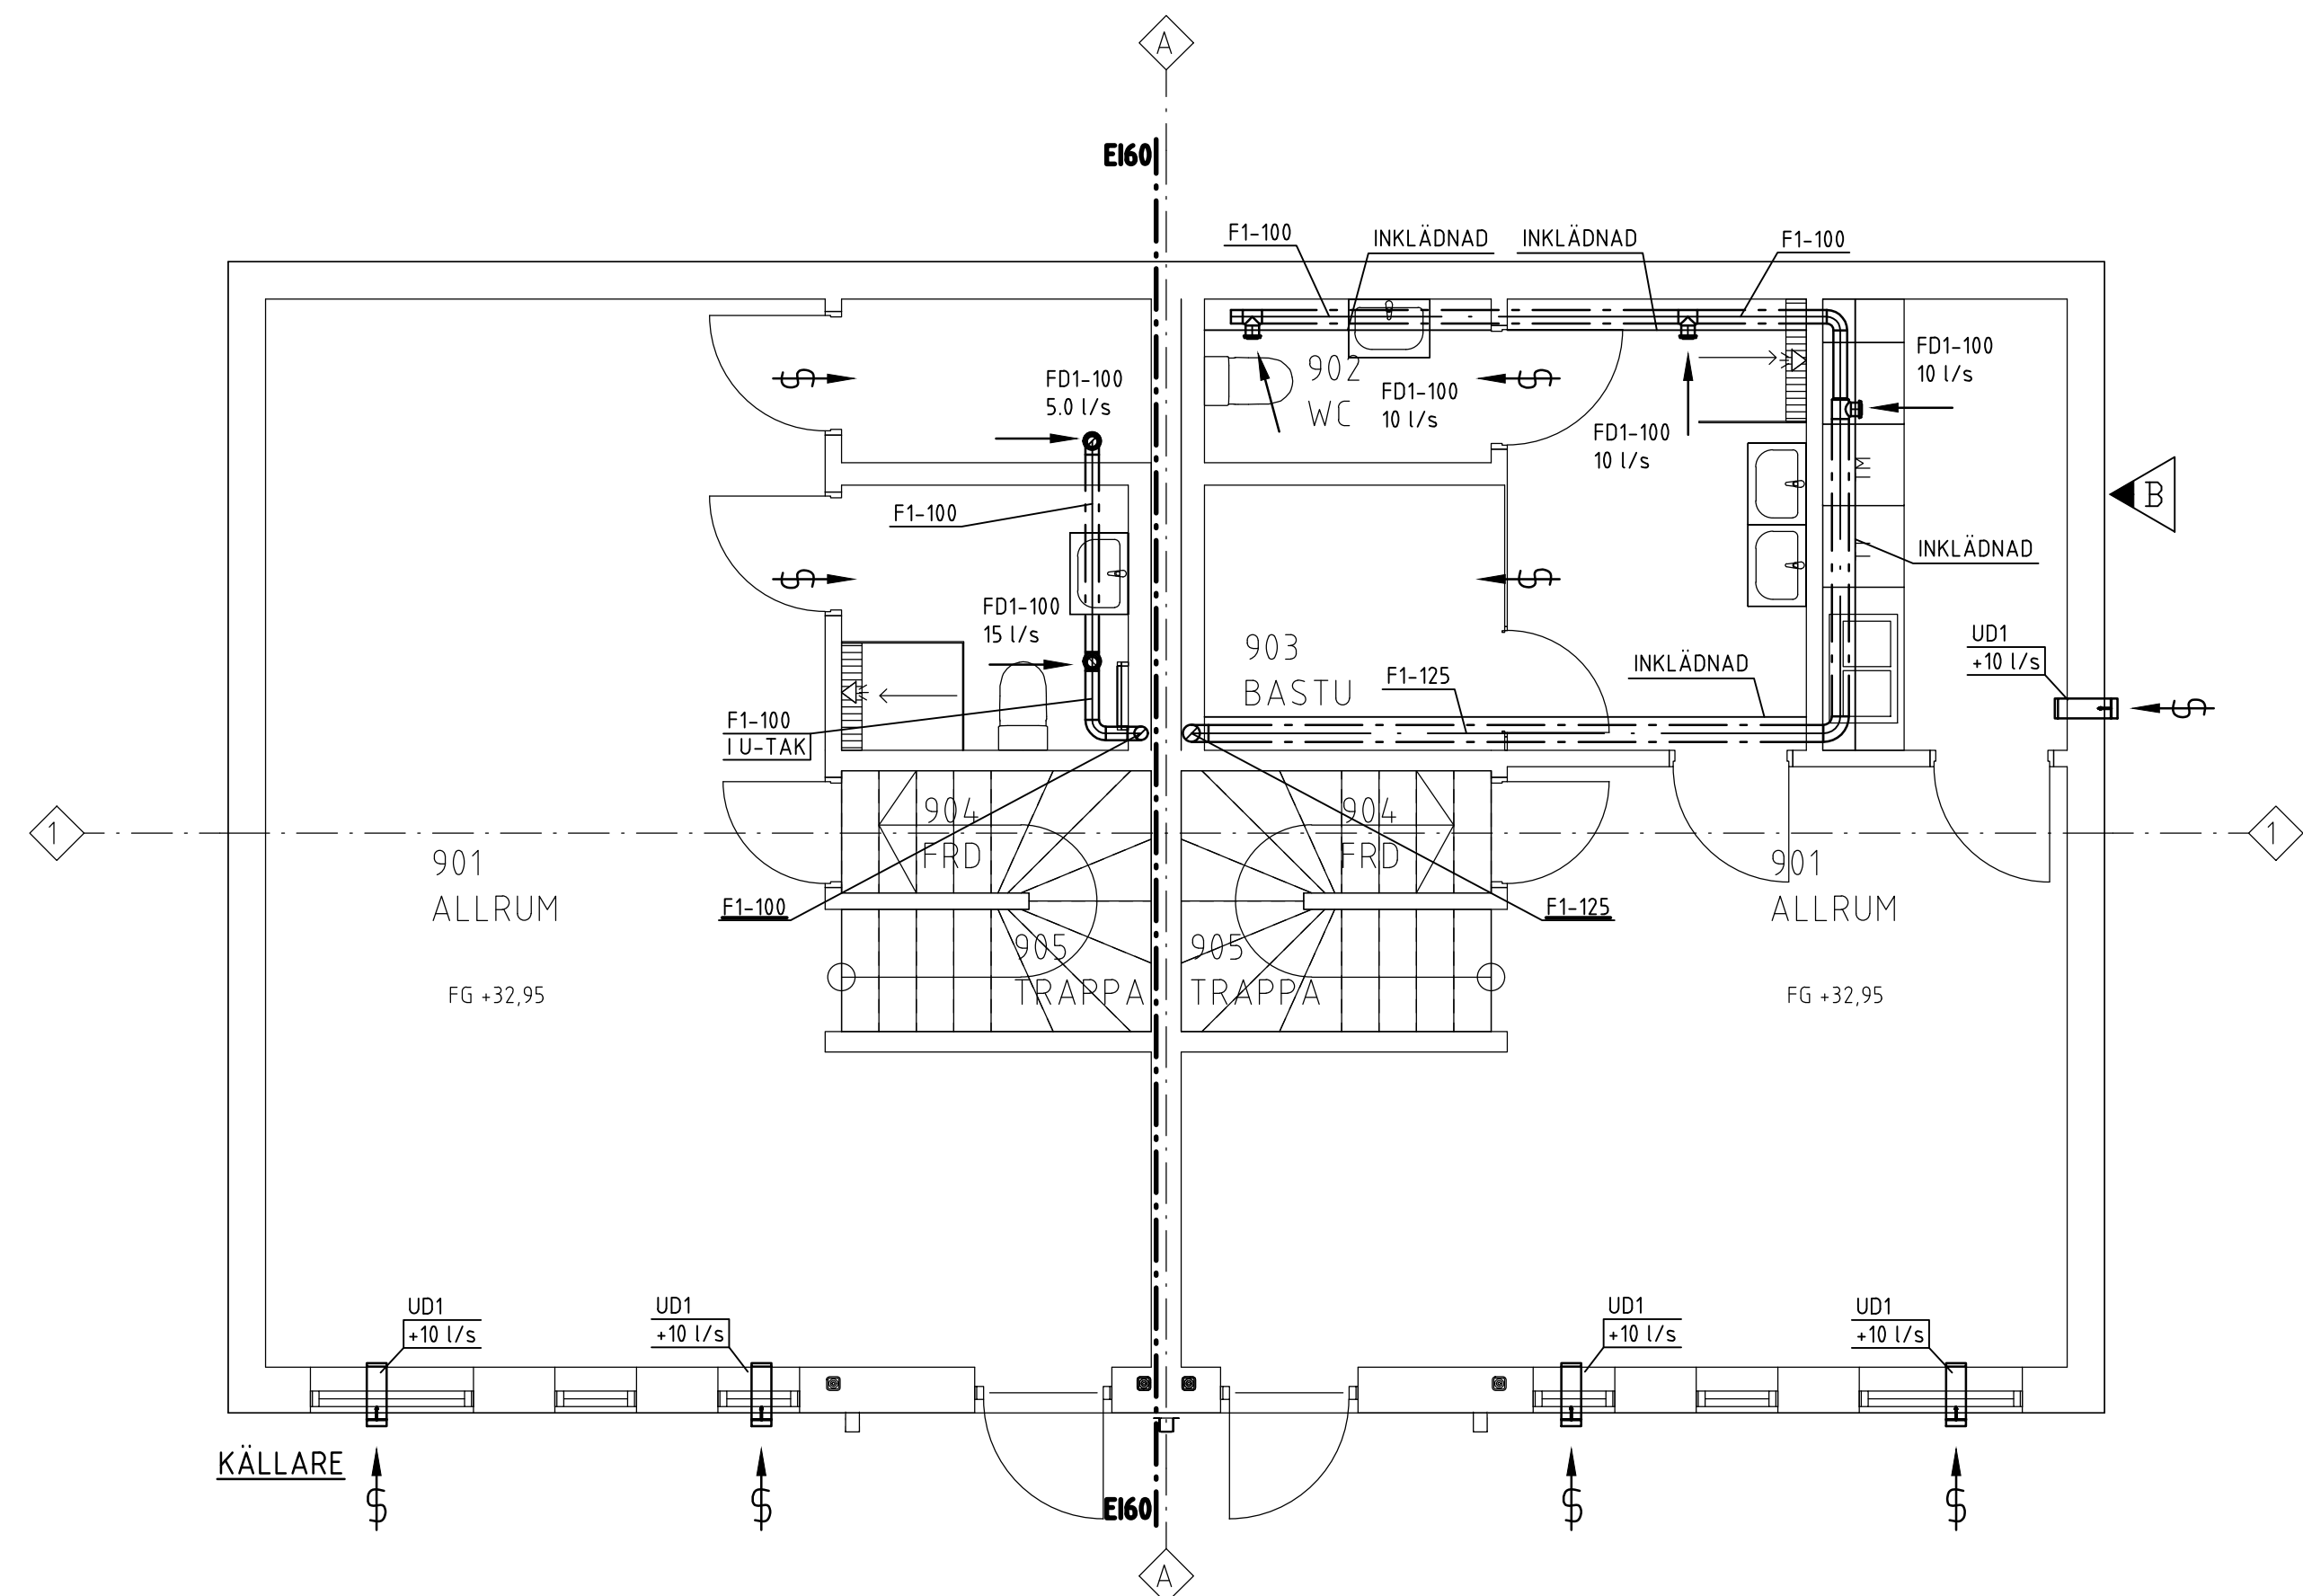 A
EI60
F1-100
INKLÄDNAD
INKLÄDNAD
F1-100
FD1-100
5.0 l/s
902
WC
FD1-100
10 l/s
FD1-100
10 l/s
FD1-100
10 l/s
B
F1-100
INKLÄDNAD
FD1-100
15 l/s
903
BASTU
F1-125
INKLÄDNAD
UD1
+10 l/s
F1-100
I U-TAK
1
904
FRD
904
FRD
1
901
ALLRUM
901
ALLRUM
F1-100
F1-125
905
TRAPPA
905
TRAPPA
FG +32,95
FG +32,95
UD1
+10 l/s
UD1
+10 l/s
UD1
+10 l/s
UD1
+10 l/s
KÄLLARE
EI60
A